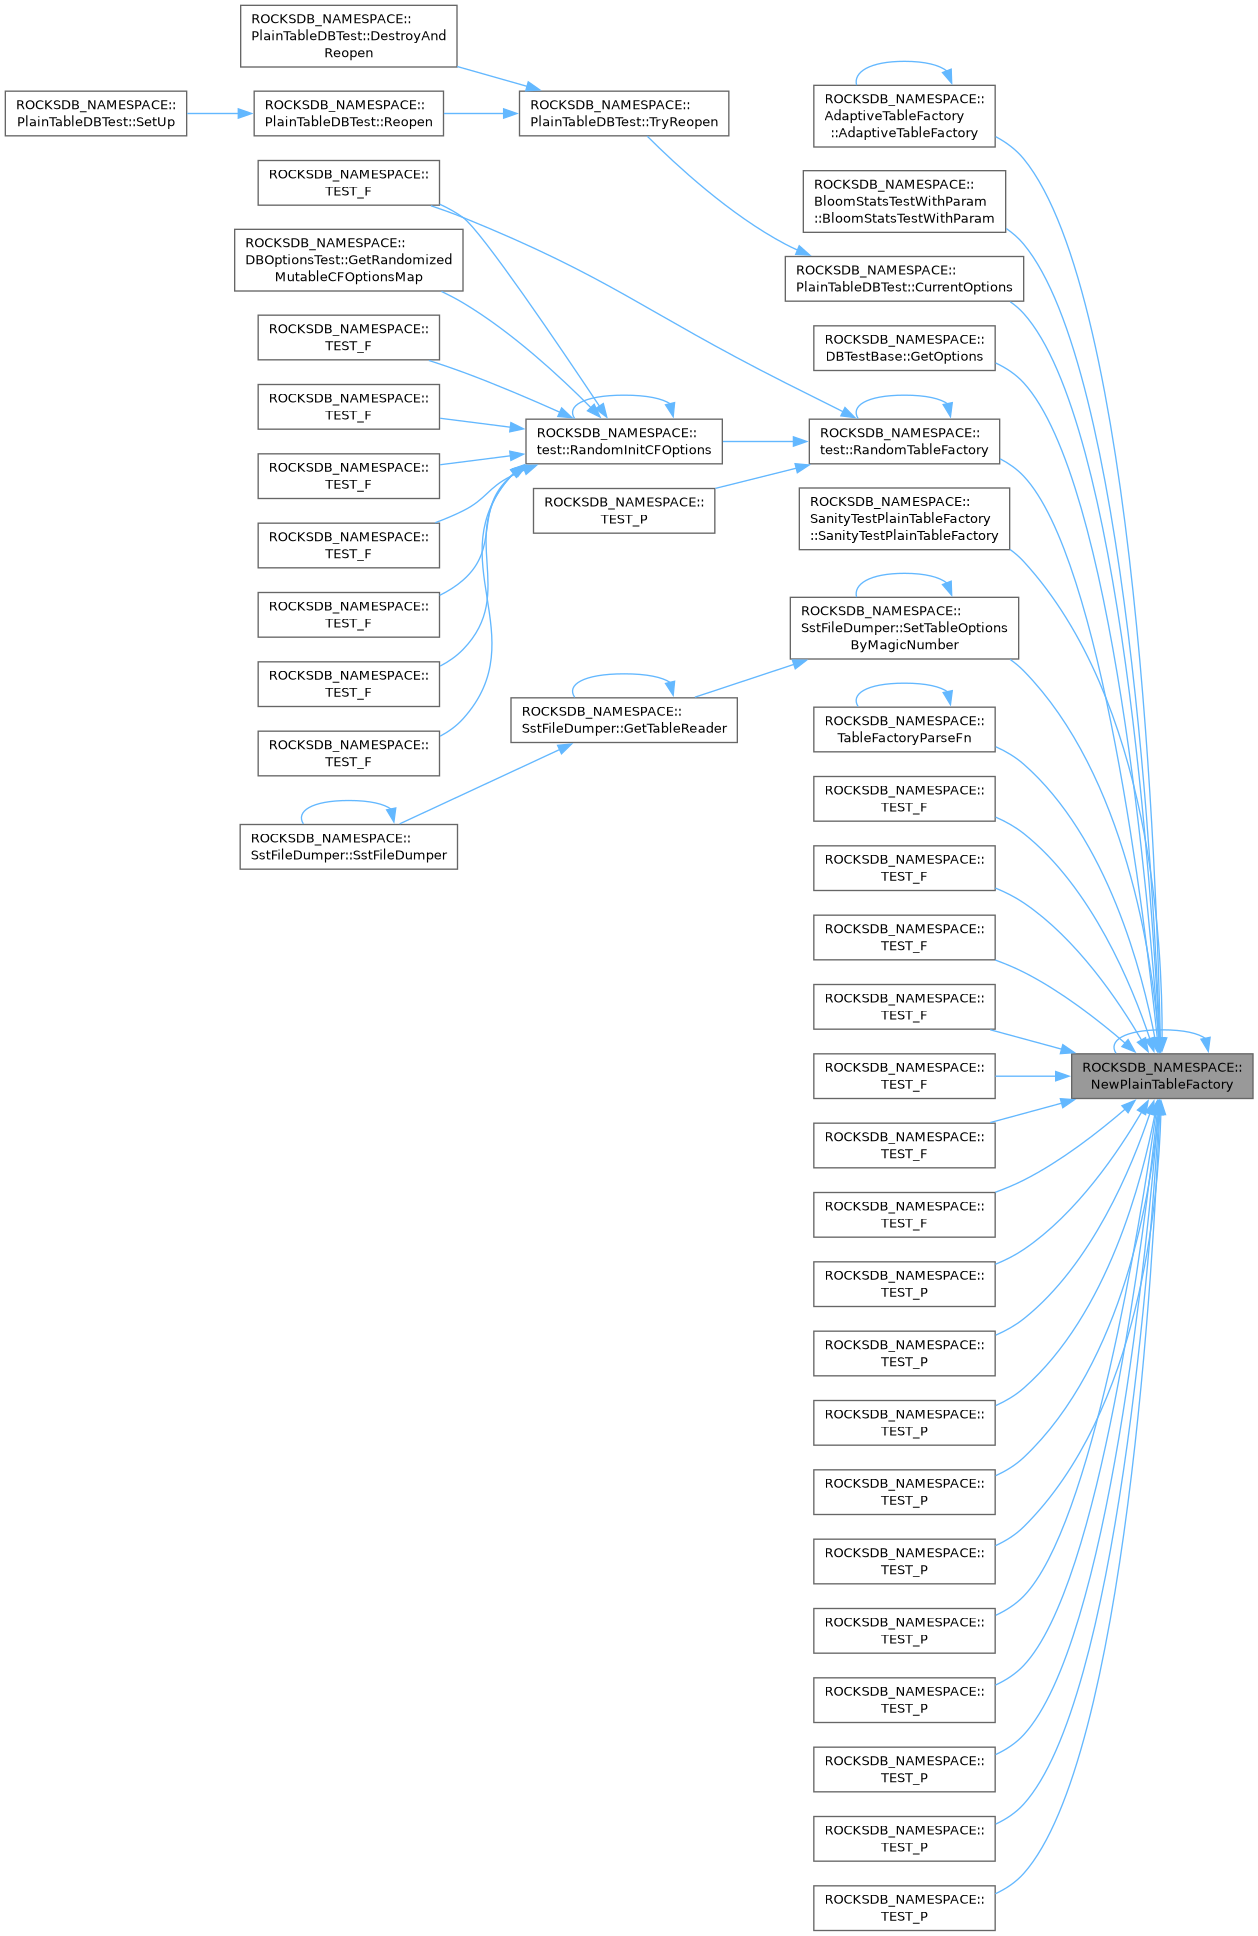 ROCKSDB_NAMESPACE::
PlainTableDBTest::DestroyAnd
Reopen
ROCKSDB_NAMESPACE::
PlainTableDBTest::SetUp
ROCKSDB_NAMESPACE::
PlainTableDBTest::Reopen
ROCKSDB_NAMESPACE::
PlainTableDBTest::TryReopen
ROCKSDB_NAMESPACE::
TEST_F
ROCKSDB_NAMESPACE::
DBOptionsTest::GetRandomized
MutableCFOptionsMap
ROCKSDB_NAMESPACE::
TEST_F
ROCKSDB_NAMESPACE::
TEST_F
ROCKSDB_NAMESPACE::
TEST_F
ROCKSDB_NAMESPACE::
TEST_F
ROCKSDB_NAMESPACE::
TEST_F
ROCKSDB_NAMESPACE::
TEST_F
ROCKSDB_NAMESPACE::
TEST_F
ROCKSDB_NAMESPACE::
SstFileDumper::SstFileDumper
ROCKSDB_NAMESPACE::
test::RandomInitCFOptions
ROCKSDB_NAMESPACE::
TEST_P
ROCKSDB_NAMESPACE::
SstFileDumper::GetTableReader
ROCKSDB_NAMESPACE::
AdaptiveTableFactory
::AdaptiveTableFactory
ROCKSDB_NAMESPACE::
BloomStatsTestWithParam
::BloomStatsTestWithParam
ROCKSDB_NAMESPACE::
PlainTableDBTest::CurrentOptions
ROCKSDB_NAMESPACE::
DBTestBase::GetOptions
ROCKSDB_NAMESPACE::
test::RandomTableFactory
ROCKSDB_NAMESPACE::
SanityTestPlainTableFactory
::SanityTestPlainTableFactory
ROCKSDB_NAMESPACE::
SstFileDumper::SetTableOptions
ByMagicNumber
ROCKSDB_NAMESPACE::
TableFactoryParseFn
ROCKSDB_NAMESPACE::
TEST_F
ROCKSDB_NAMESPACE::
TEST_F
ROCKSDB_NAMESPACE::
TEST_F
ROCKSDB_NAMESPACE::
TEST_F
ROCKSDB_NAMESPACE::
TEST_F
ROCKSDB_NAMESPACE::
TEST_F
ROCKSDB_NAMESPACE::
TEST_F
ROCKSDB_NAMESPACE::
TEST_P
ROCKSDB_NAMESPACE::
TEST_P
ROCKSDB_NAMESPACE::
TEST_P
ROCKSDB_NAMESPACE::
TEST_P
ROCKSDB_NAMESPACE::
TEST_P
ROCKSDB_NAMESPACE::
TEST_P
ROCKSDB_NAMESPACE::
TEST_P
ROCKSDB_NAMESPACE::
TEST_P
ROCKSDB_NAMESPACE::
TEST_P
ROCKSDB_NAMESPACE::
TEST_P
ROCKSDB_NAMESPACE::
NewPlainTableFactory